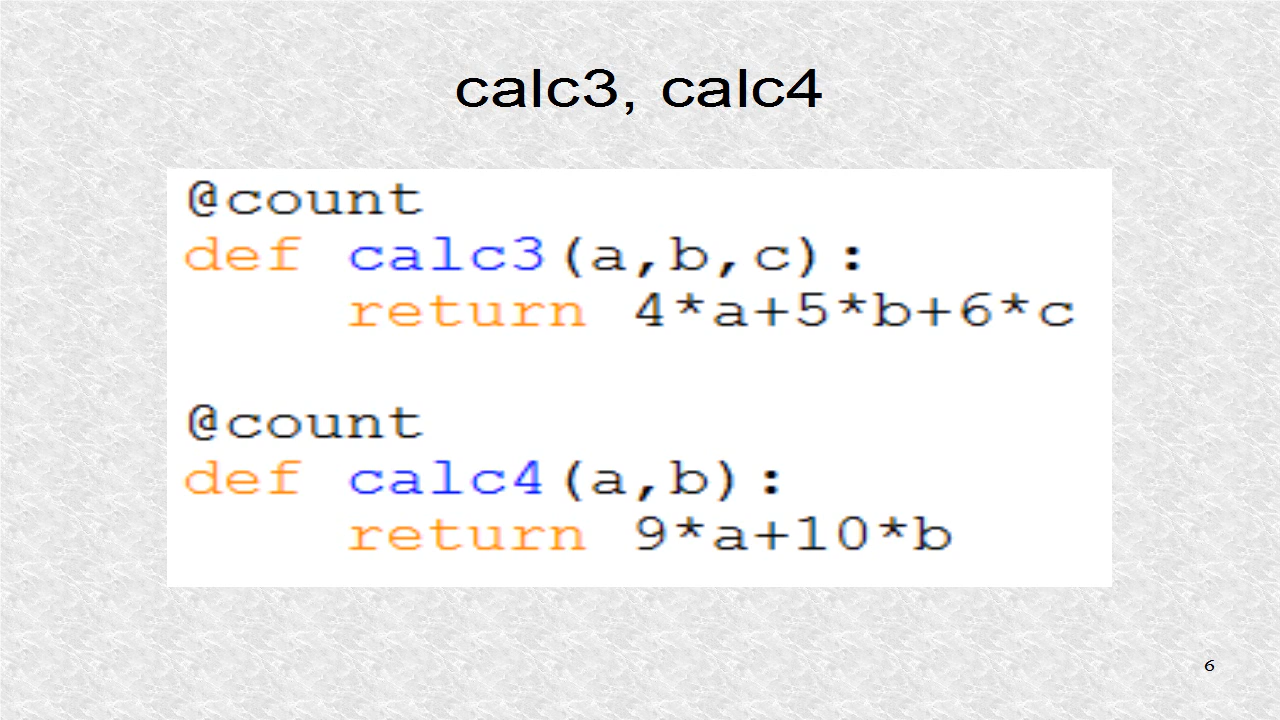 calc3, calc4
@count
def calc3(a,b,c):
    return 4*a+5*b+6*c
@count
def calc4(a,b):
    return 9*a+10*b
6